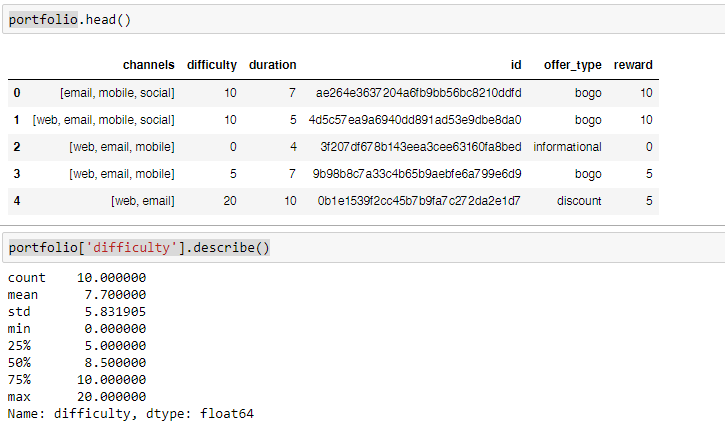 portfolio.head()
channels difficulty duration id offer_type reward
0 [email, mobile, social] 10 7 ae264e3637204a6fb9bb56bc8210ddfd bogo 10
1 [web, email, mobile, social] 10 5 4d5c57ea9a6940dd891ad53e9dbe8da0 bogo 10
2 [web, email, mobile] 0 4 3f207df678b143eea3cee63160fa8bed informational 0
3 [web, email, mobile] 5 7 9b98b8c7a33c4b65b9aebfe6a799e6d9 bogo 5
4 [web, email] 20 10 0b1e1539f2cc45b7b9fa7c272da2e1d7 discount 5
portfolio['difficulty'].describe()
count 10.000000
mean 7.700000
std 5.831905
min 0.000000
25% 5.000000
50% 8.500000
75% 10.000000
max 20.000000
Name: difficulty, dtype: float64